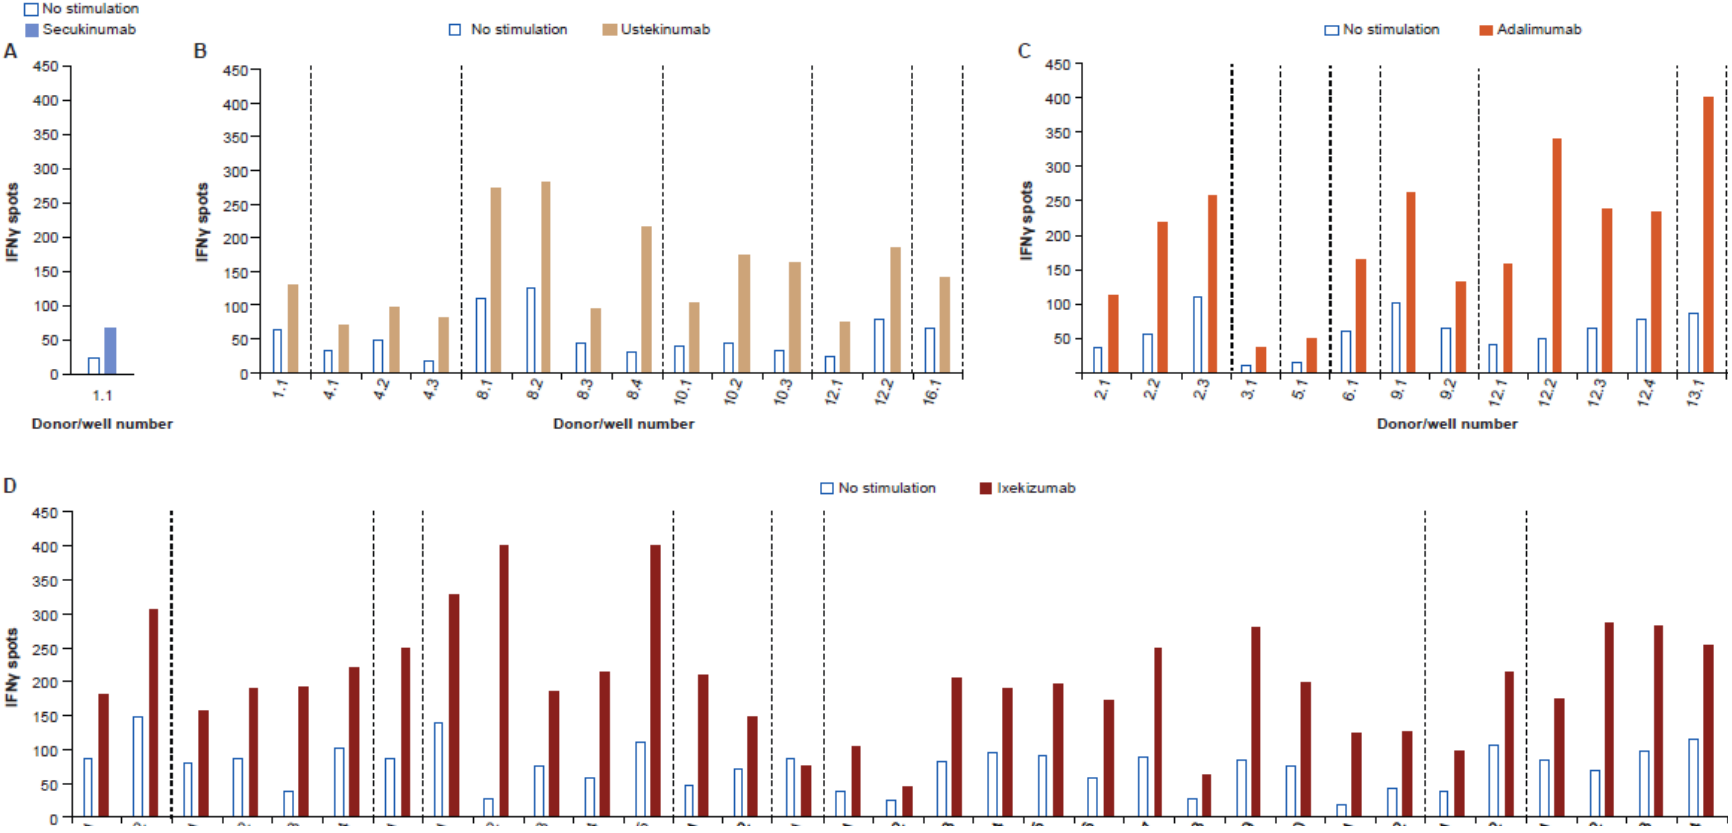 No stimulation
Secukinumab
A
450
400
350
300
250
200
150
100
50
0
IFNγ spots
1.1
Donor/well number
No stimulation Ustekinumab
B
450
400
350
300
250
200
150
100
50
0
IFNγ spots
1.1 4.1 4.2 4.3 8.1 8.2 8.3 8.4 10.1 10.2 10.3 12.1 12.2 16.1
Donor/well number
No stimulation Adalimumab
C
450
400
350
300
250
200
150
100
50
IFNγ spots
2.1 2.2 2.3 3.1 5.1 6.1 9.1 9.2 12.1 12.2 12.3 12.4 13.1
Donor/well number
D
No stimulation Ixekizumab
450
400
350
300
250
200
150
100
50
0
IFNγ spots